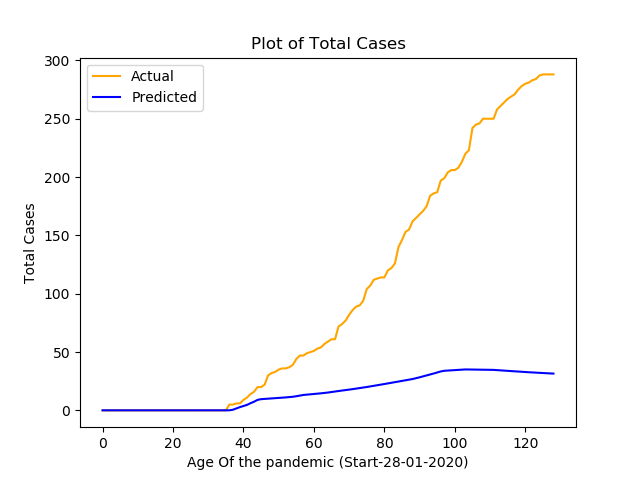 Plot of Total Cases
300
250
200
150
100
50
0
Total Cases
Actual
Predicted
0 20 40 60 80 100 120
Age Of the pandemic (Start-28-01-2020)